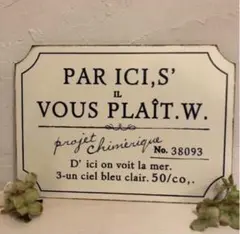 PAR ICI,S'
IL
VOUS PLAÎT.W.
projet chimérique
No. 38093
D' ici on voit la mer.
3-un ciel bleu clair. 50/co,.